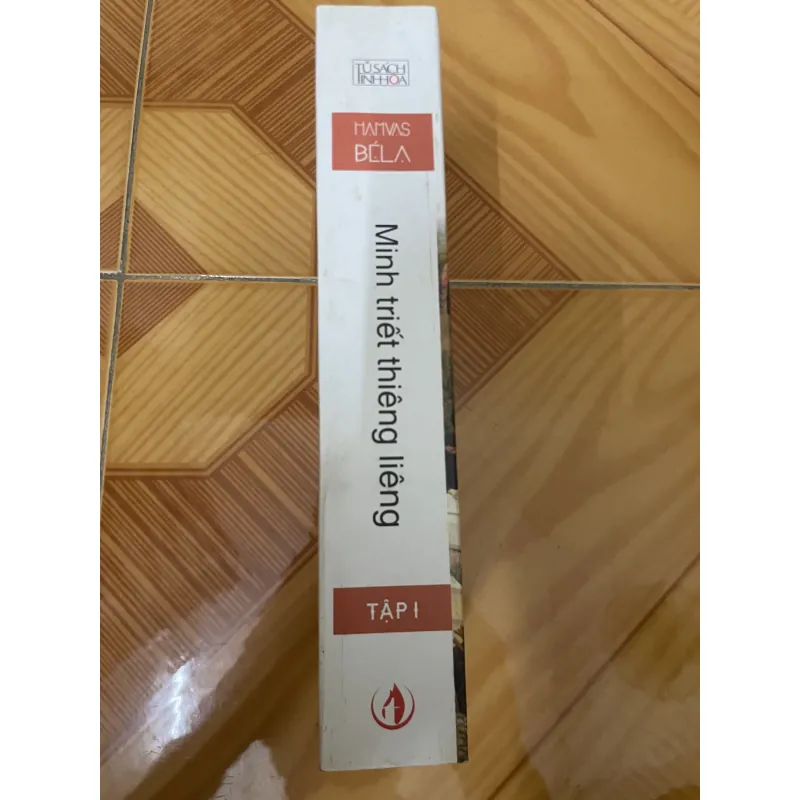 TỦ SÁCH
TINH HOA
HAMVAS
BÉLA
Minh triết thiêng liêng
TẬP I